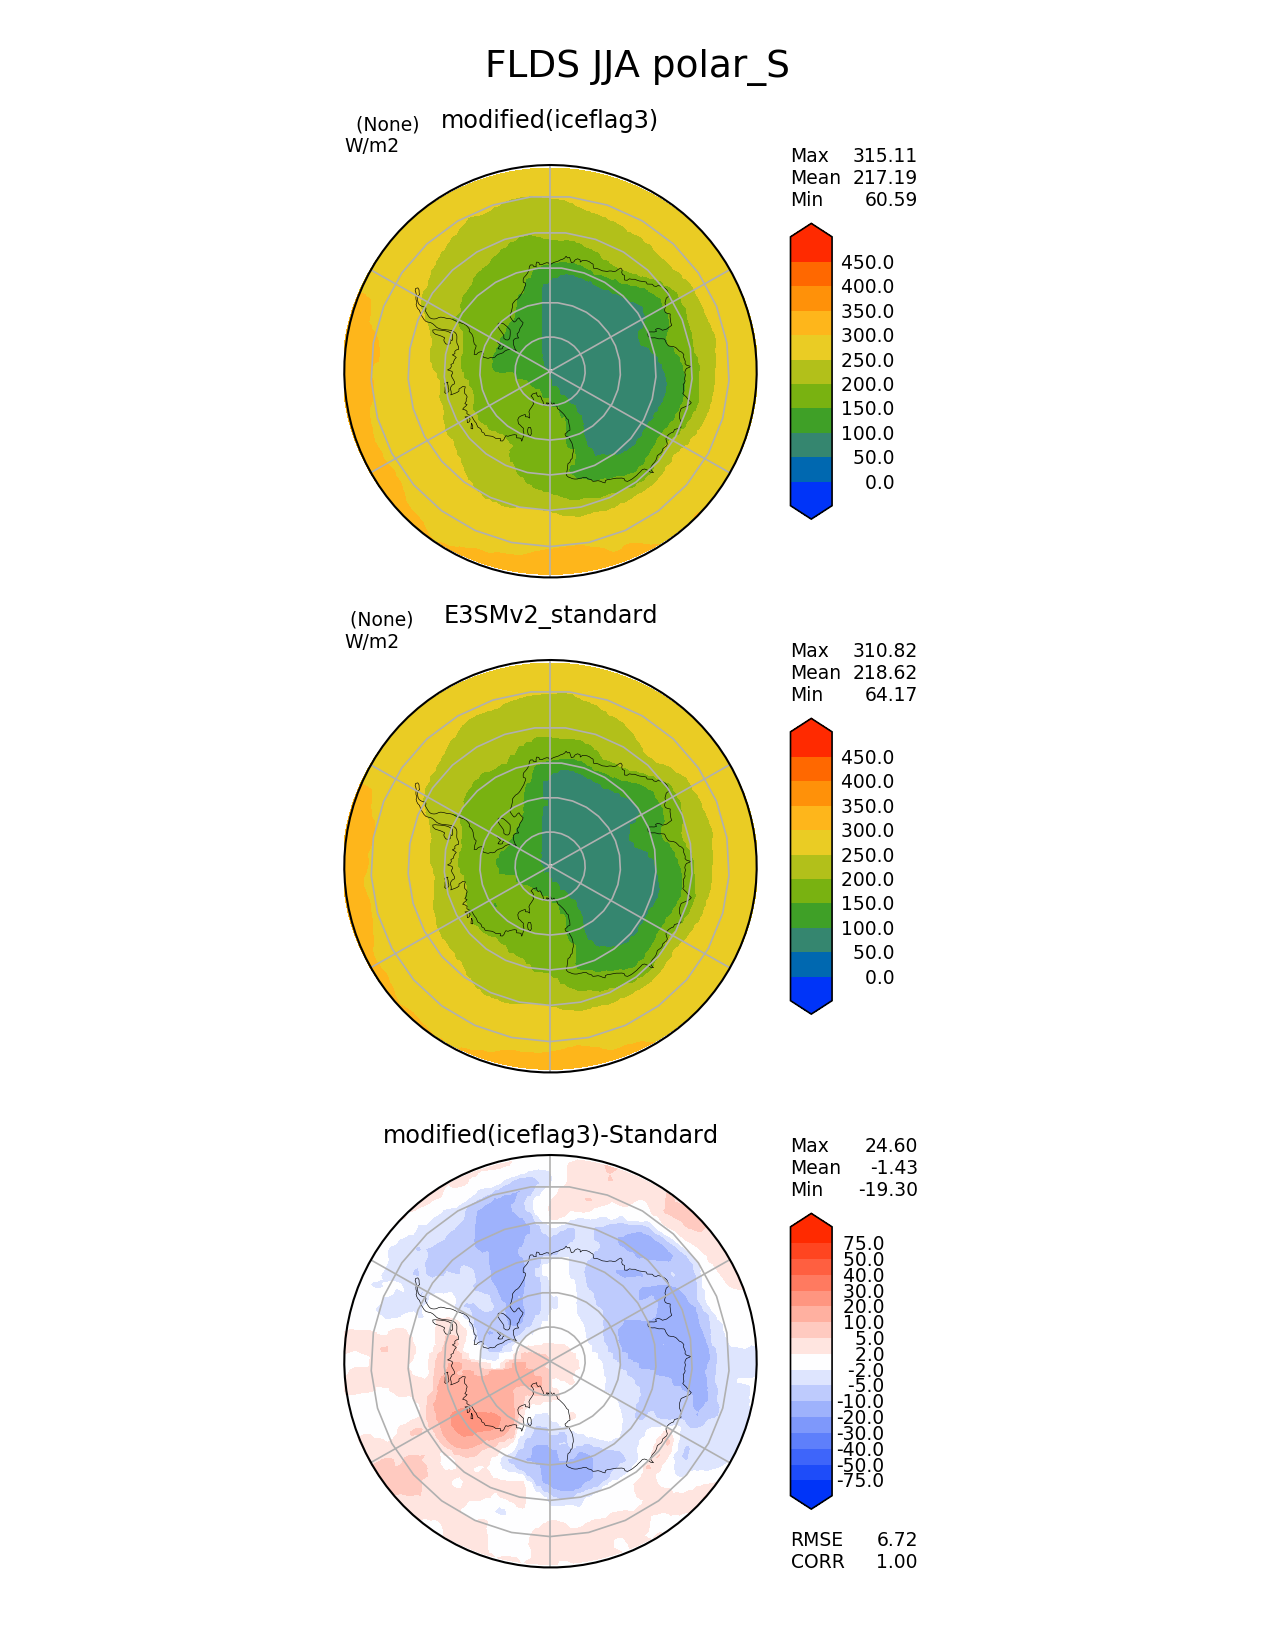 FLDS JJA polar_S
(None) modified(iceflag3)
W/m2
Max 315.11
Mean 217.19
Min 60.59
450.0
400.0
350.0
300.0
250.0
200.0
150.0
100.0
50.0
0.0
(None) E3SMv2_standard
W/m2
Max 310.82
Mean 218.62
Min 64.17
450.0
400.0
350.0
300.0
250.0
200.0
150.0
100.0
50.0
0.0
modified(iceflag3)-Standard
Max 24.60
Mean -1.43
Min -19.30
75.0
50.0
40.0
30.0
20.0
10.0
5.0
2.0
-2.0
-5.0
-10.0
-20.0
-30.0
-40.0
-50.0
-75.0
RMSE 6.72
CORR 1.00